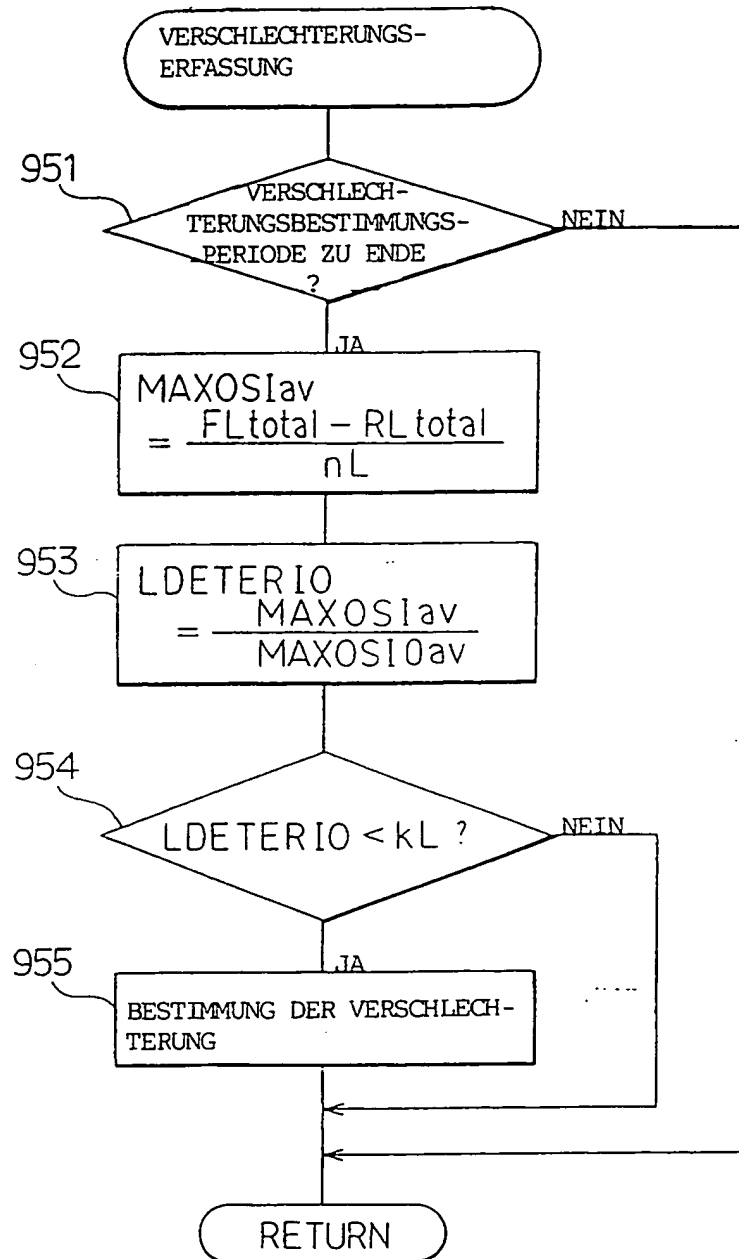 VERSCHLECHTERUNGS-
ERFASSUNG
951
VERSCHLECH-
TERUNGSBESTIMMUNGS-
PERIODE ZU ENDE
?
NEIN
JA
952
MAXOSIav
= FLtotal - RLtotal
nL
953
LDETERIO
= MAXOSIav
MAXOSI0av
954
LDETERIO < kL ?
NEIN
JA
955
BESTIMMUNG DER VERSCHLECH-
TERUNG
RETURN